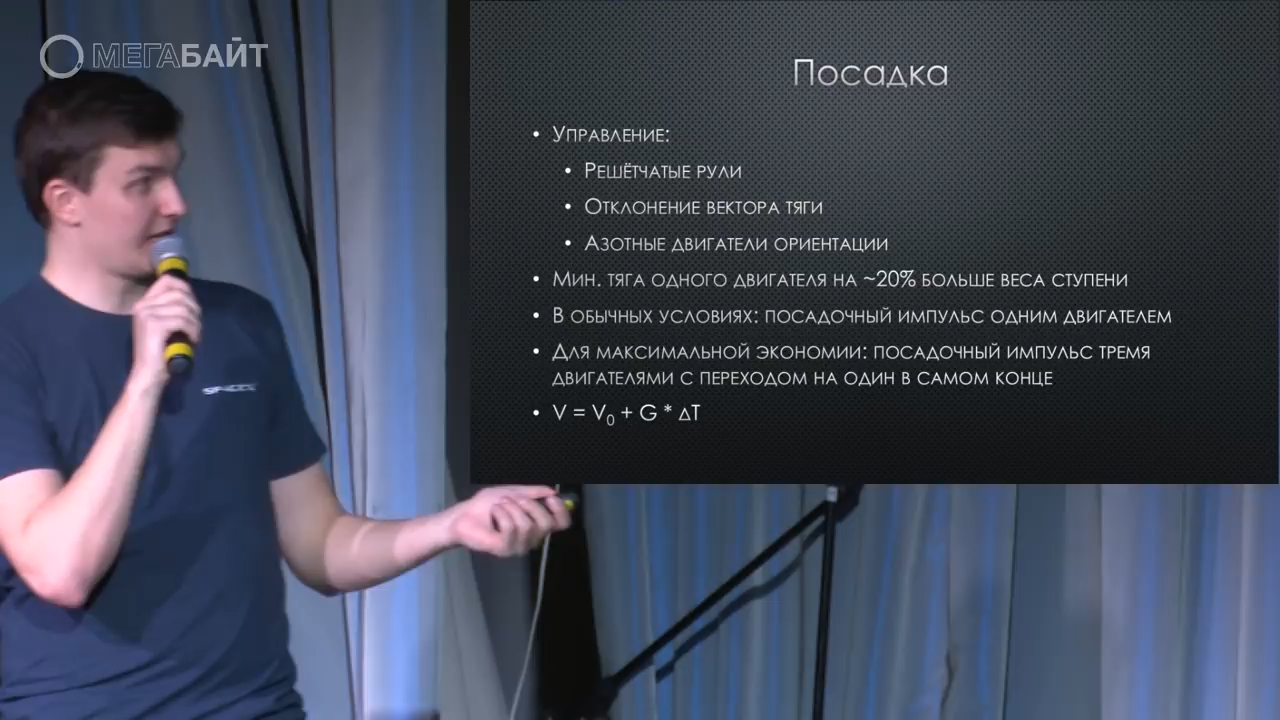 МЕГАБАЙТ
Посадка
• Управление:
• Решётчатые рули
• Отклонение вектора тяги
• Азотные двигатели ориентации
• Мин. тяга одного двигателя на ~20% больше веса ступени
• В обычных условиях: посадочный импульс одним двигателем
• Для максимальной экономии: посадочный импульс тремя
двигателями с переходом на один в самом конце
• V = V₀ + G * ΔT
SPACEX